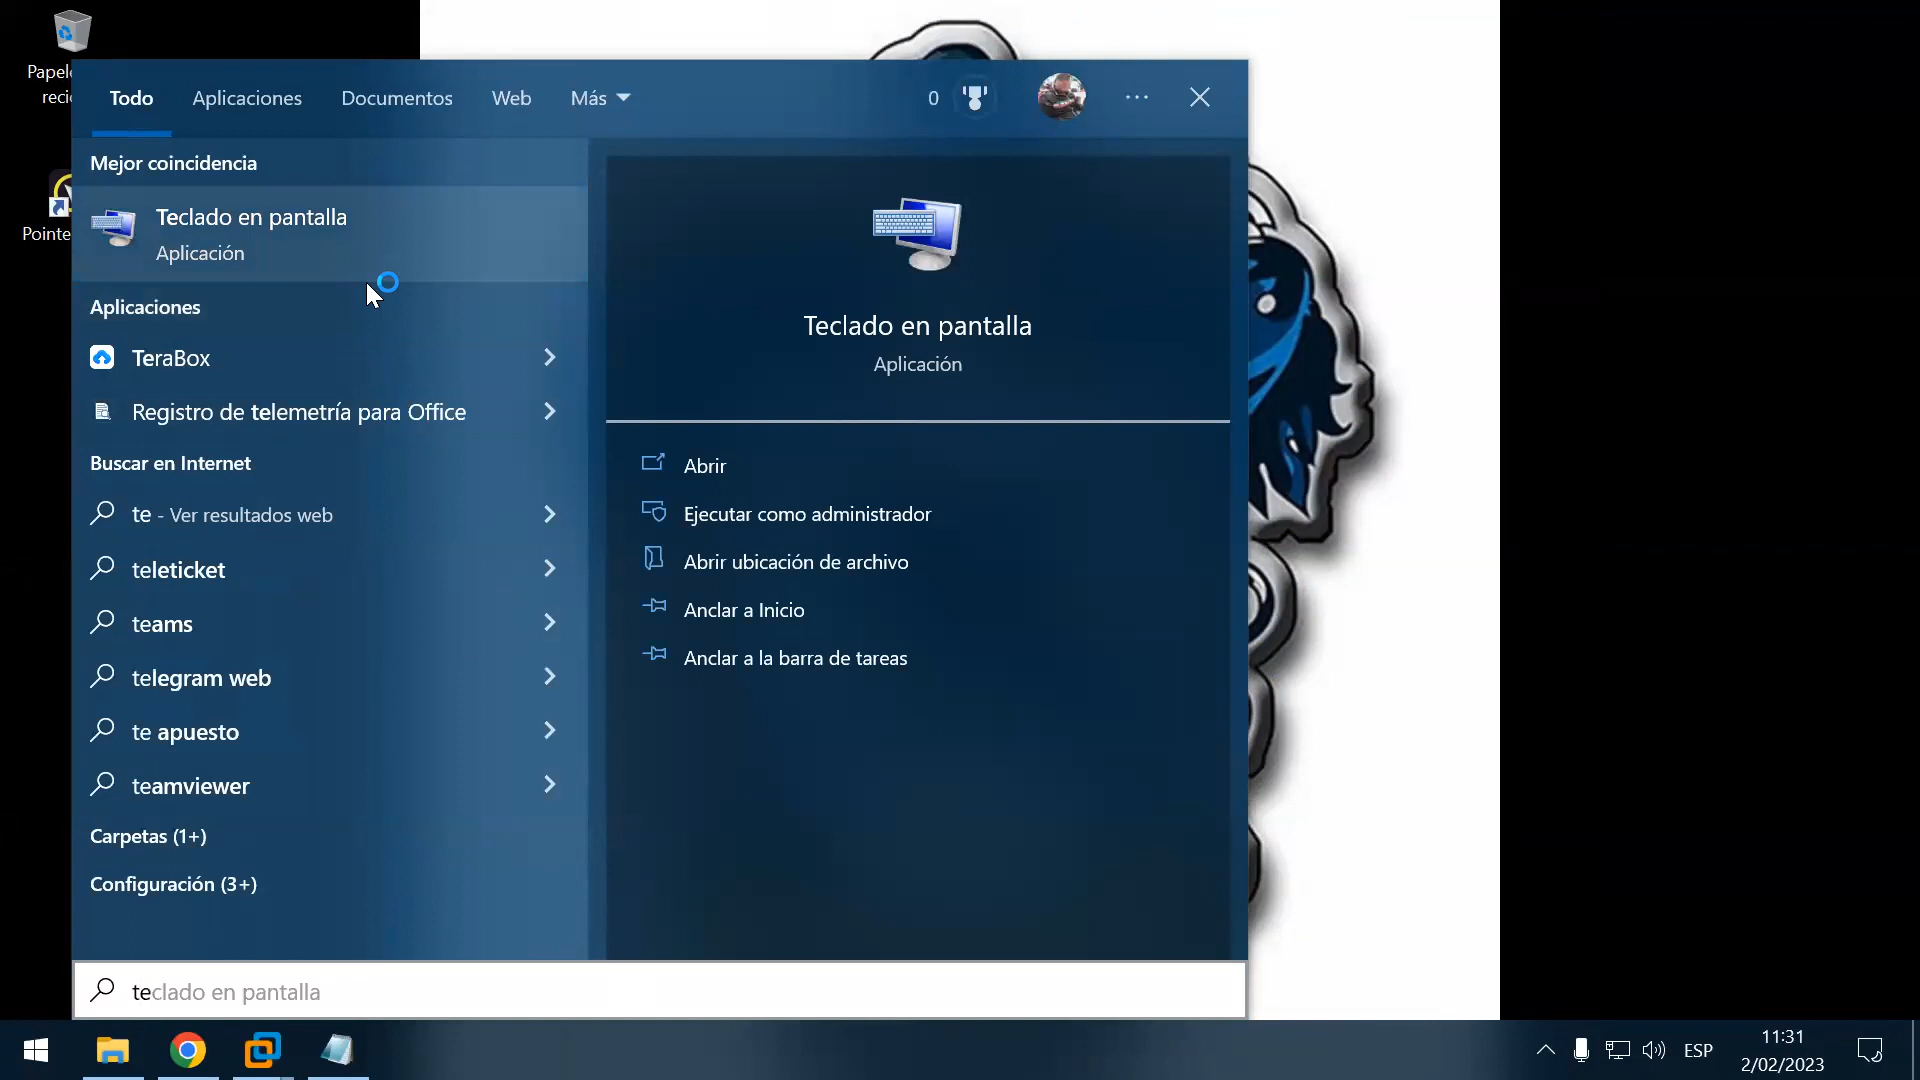 Papele
recic
Pointe
Todo
Aplicaciones
Documentos
Web
Más
0
Mejor coincidencia
Teclado en pantalla
Aplicación
Aplicaciones
TeraBox
Registro de telemetría para Office
Buscar en Internet
te - Ver resultados web
teleticket
teams
telegram web
te apuesto
teamviewer
Carpetas (1+)
Configuración (3+)
Teclado en pantalla
Aplicación
Abrir
Ejecutar como administrador
Abrir ubicación de archivo
Anclar a Inicio
Anclar a la barra de tareas
teclado en pantalla
ESP
11:31
2/02/2023